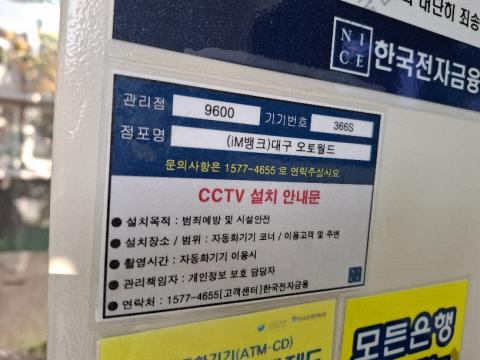 대단히 죄송
NICE 한국전자금융
관리점 9600 기기번호 366S
점포명 (iM뱅크)대구 오토월드
문의사항은 1577-4655 로 연락주십시요
CCTV 설치 안내문
● 설치목적 : 범죄예방 및 시설안전
● 설치장소 / 범위 : 자동화기기 코너 / 이용고객 및 주변
● 촬영시간 : 자동화기기 이용시
● 관리책임자 : 개인정보 보호 담당자
● 연락처 : 1577-4655[고객센터]한국전자금융
NICE
(ATM·CD)
모든은행